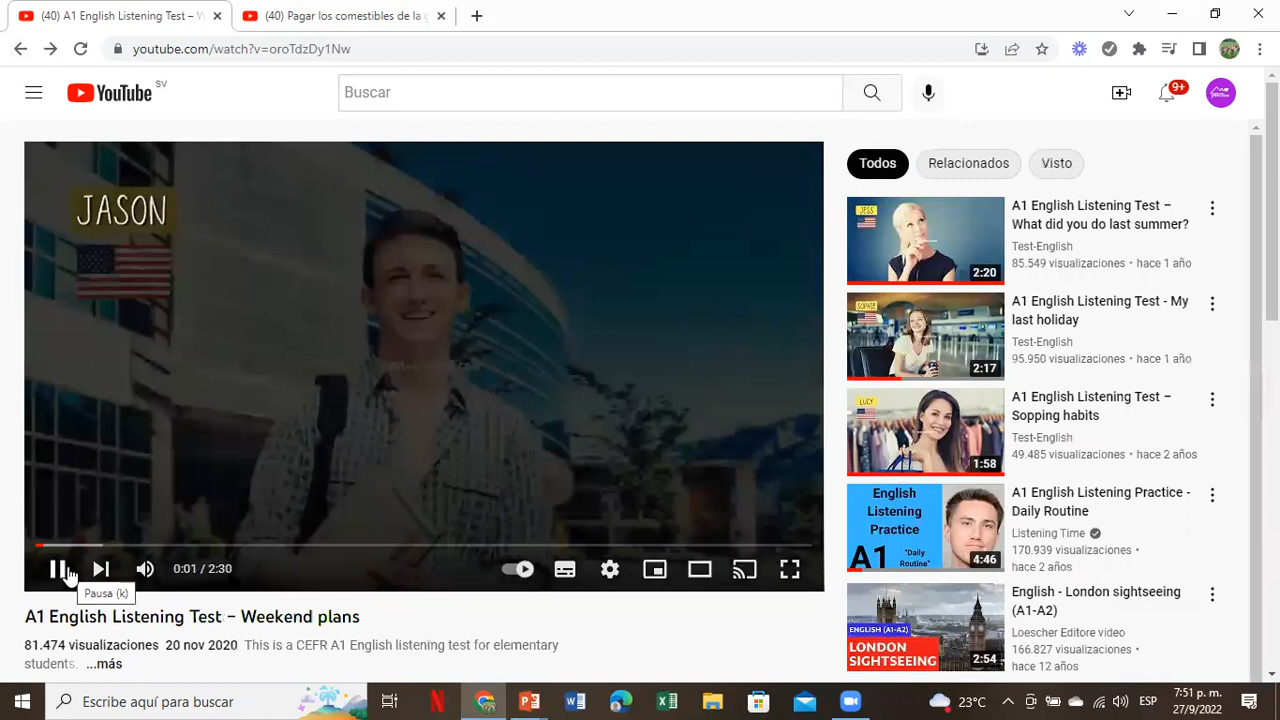 (40) A1 English Listening Test – W
(40) Pagar los comestibles de la g
youtube.com/watch?v=oroTdzDy1Nw
YouTube SV
Buscar
9+
JASON
0:01 / 2:30
Pausa (k)
A1 English Listening Test – Weekend plans
81.474 visualizaciones 20 nov 2020 This is a CEFR A1 English listening test for elementary
students. ...más
Todos Relacionados Visto
JESS
2:20
A1 English Listening Test –
What did you do last summer?
Test-English
85.549 visualizaciones • hace 1 año
SOPHIE
2:17
A1 English Listening Test - My
last holiday
Test-English
95.950 visualizaciones • hace 1 año
LUCY
1:58
A1 English Listening Test –
Sopping habits
Test-English
49.485 visualizaciones • hace 2 años
English
Listening
Practice
A1 "Daily
Routine"
4:46
A1 English Listening Practice -
Daily Routine
Listening Time
170.939 visualizaciones •
hace 2 años
ENGLISH (A1-A2)
LONDON
SIGHTSEEING
2:54
English - London sightseeing
(A1-A2)
Loescher Editore video
166.827 visualizaciones •
hace 12 años
Escribe aquí para buscar
23°C
ESP
7:51 p. m.
27/9/2022